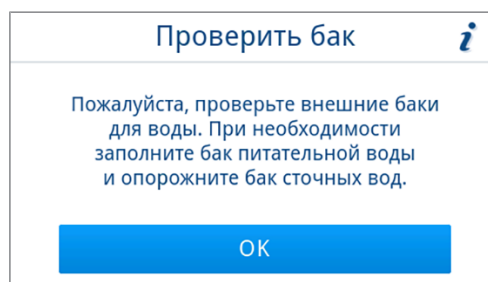 Проверить бак
i
Пожалуйста, проверьте внешние баки
для воды. При необходимости
заполните бак питательной воды
и опорожните бак сточных вод.
OK